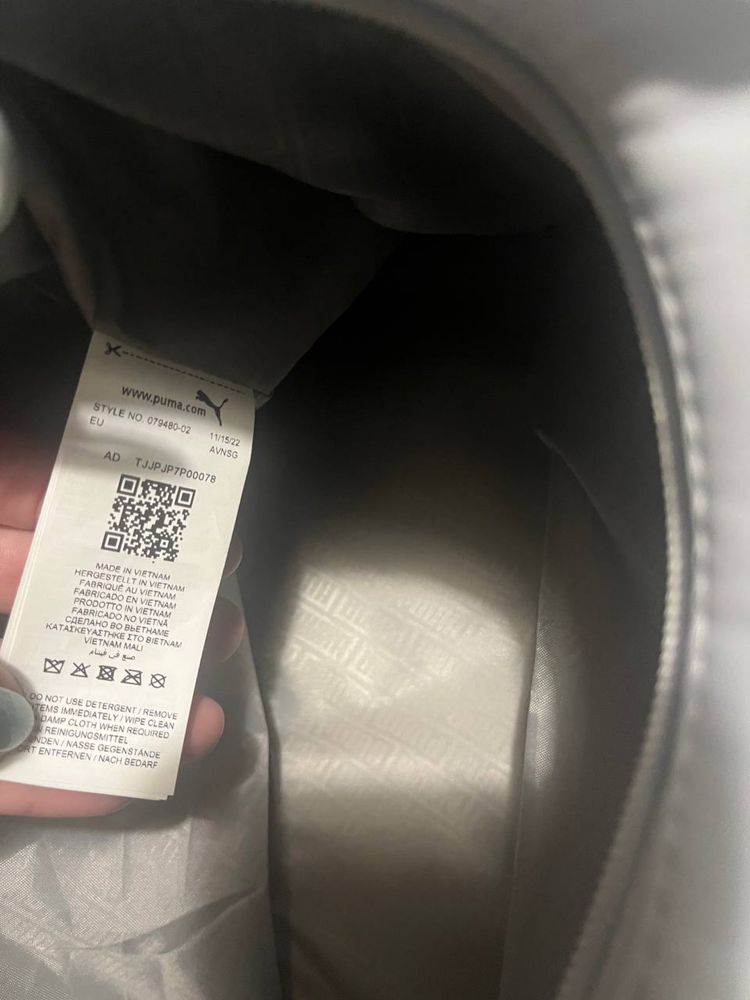 www.puma.com
STYLE NO. 079480-02 11/15/22
EU AVNSG
AD TJJPJP7P00078
MADE IN VIETNAM
HERGESTELLT IN VIETNAM
FABRIQUÉ AU VIETNAM
FABRICADO EN VIETNAM
PRODOTTO IN VIETNAM
FABRICADO NO VIETNÃ
СДЕЛАНО ВО ВЬЕТНАМЕ
ΚΑΤΑΣΚΕΥΑΣΤΗΚΕ ΣΤΟ ΒΙΕΤΝΑΜ
VIETNAM MALI
صنع في فيتنام
DO NOT USE DETERGENT / REMOVE
ITEMS IMMEDIATELY / WIPE CLEAN
DAMP CLOTH WHEN REQUIRED
REINIGUNGSMITTEL
/ NASSE GEGENSTÄNDE
ENTFERNEN / NACH BEDARF